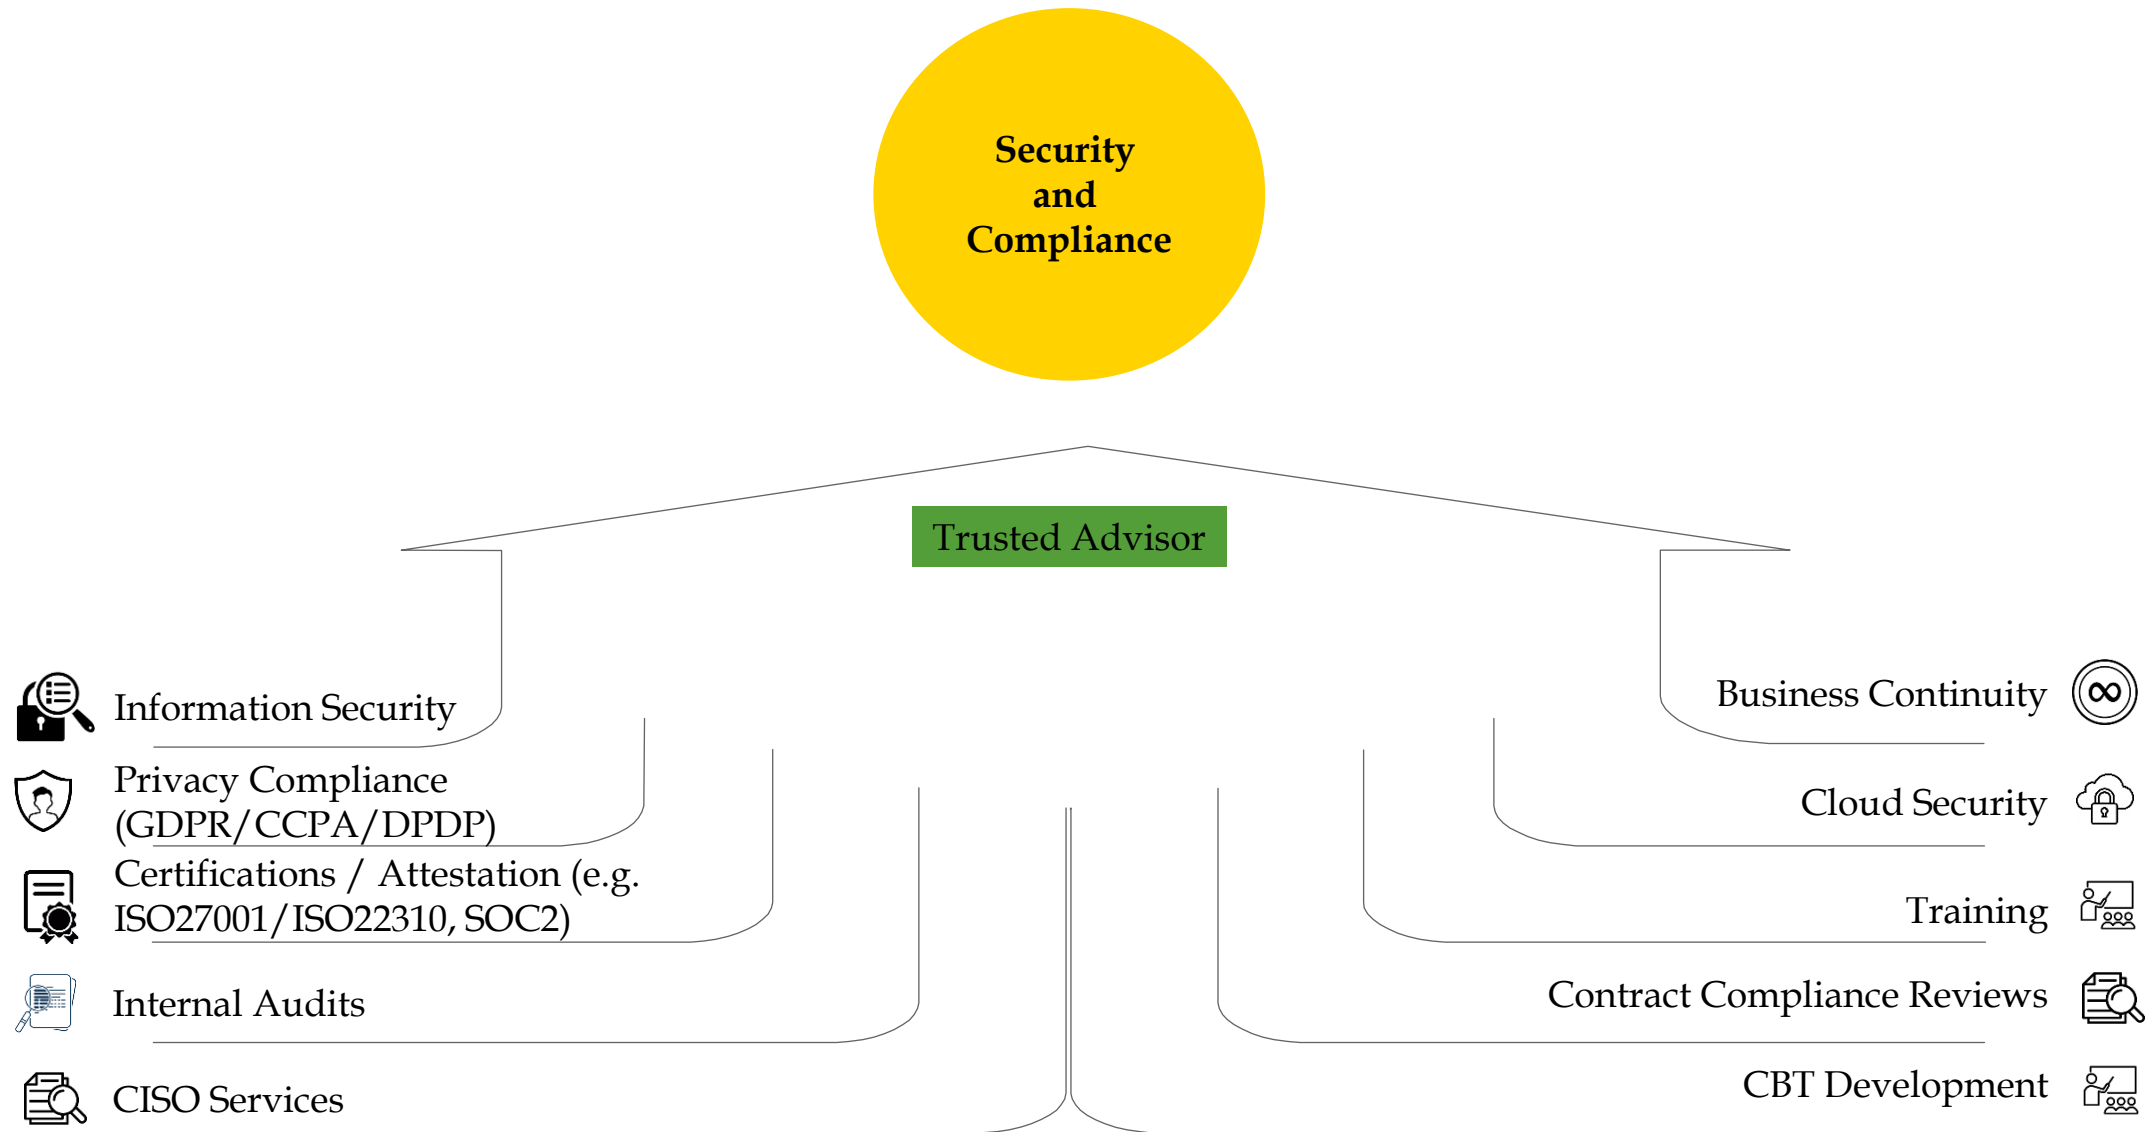 Security
and
Compliance
Trusted Advisor
Information Security
Privacy Compliance
(GDPR/CCPA/DPDP)
Certifications / Attestation (e.g.
ISO27001/ISO22310, SOC2)
Internal Audits
CISO Services
Business Continuity
Cloud Security
Training
Contract Compliance Reviews
CBT Development